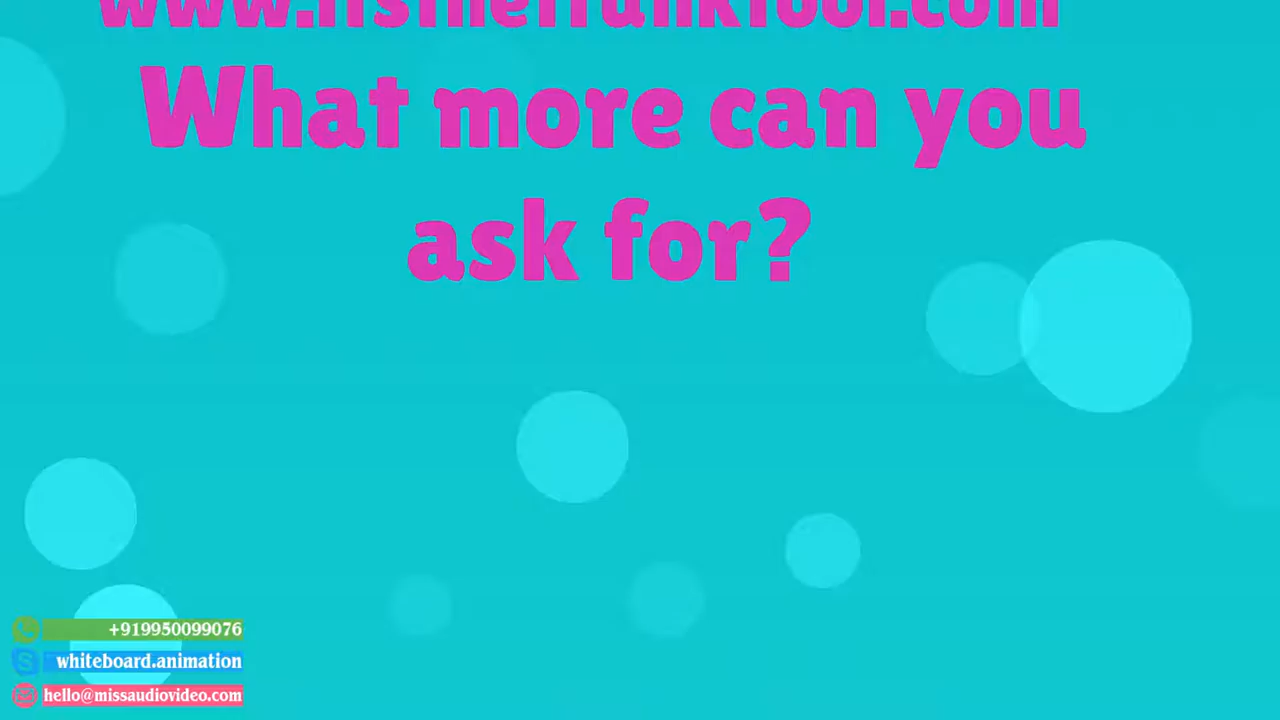 What more can you
ask for?
+919950099076
whiteboard.animation
hello@missaudiovideo.com